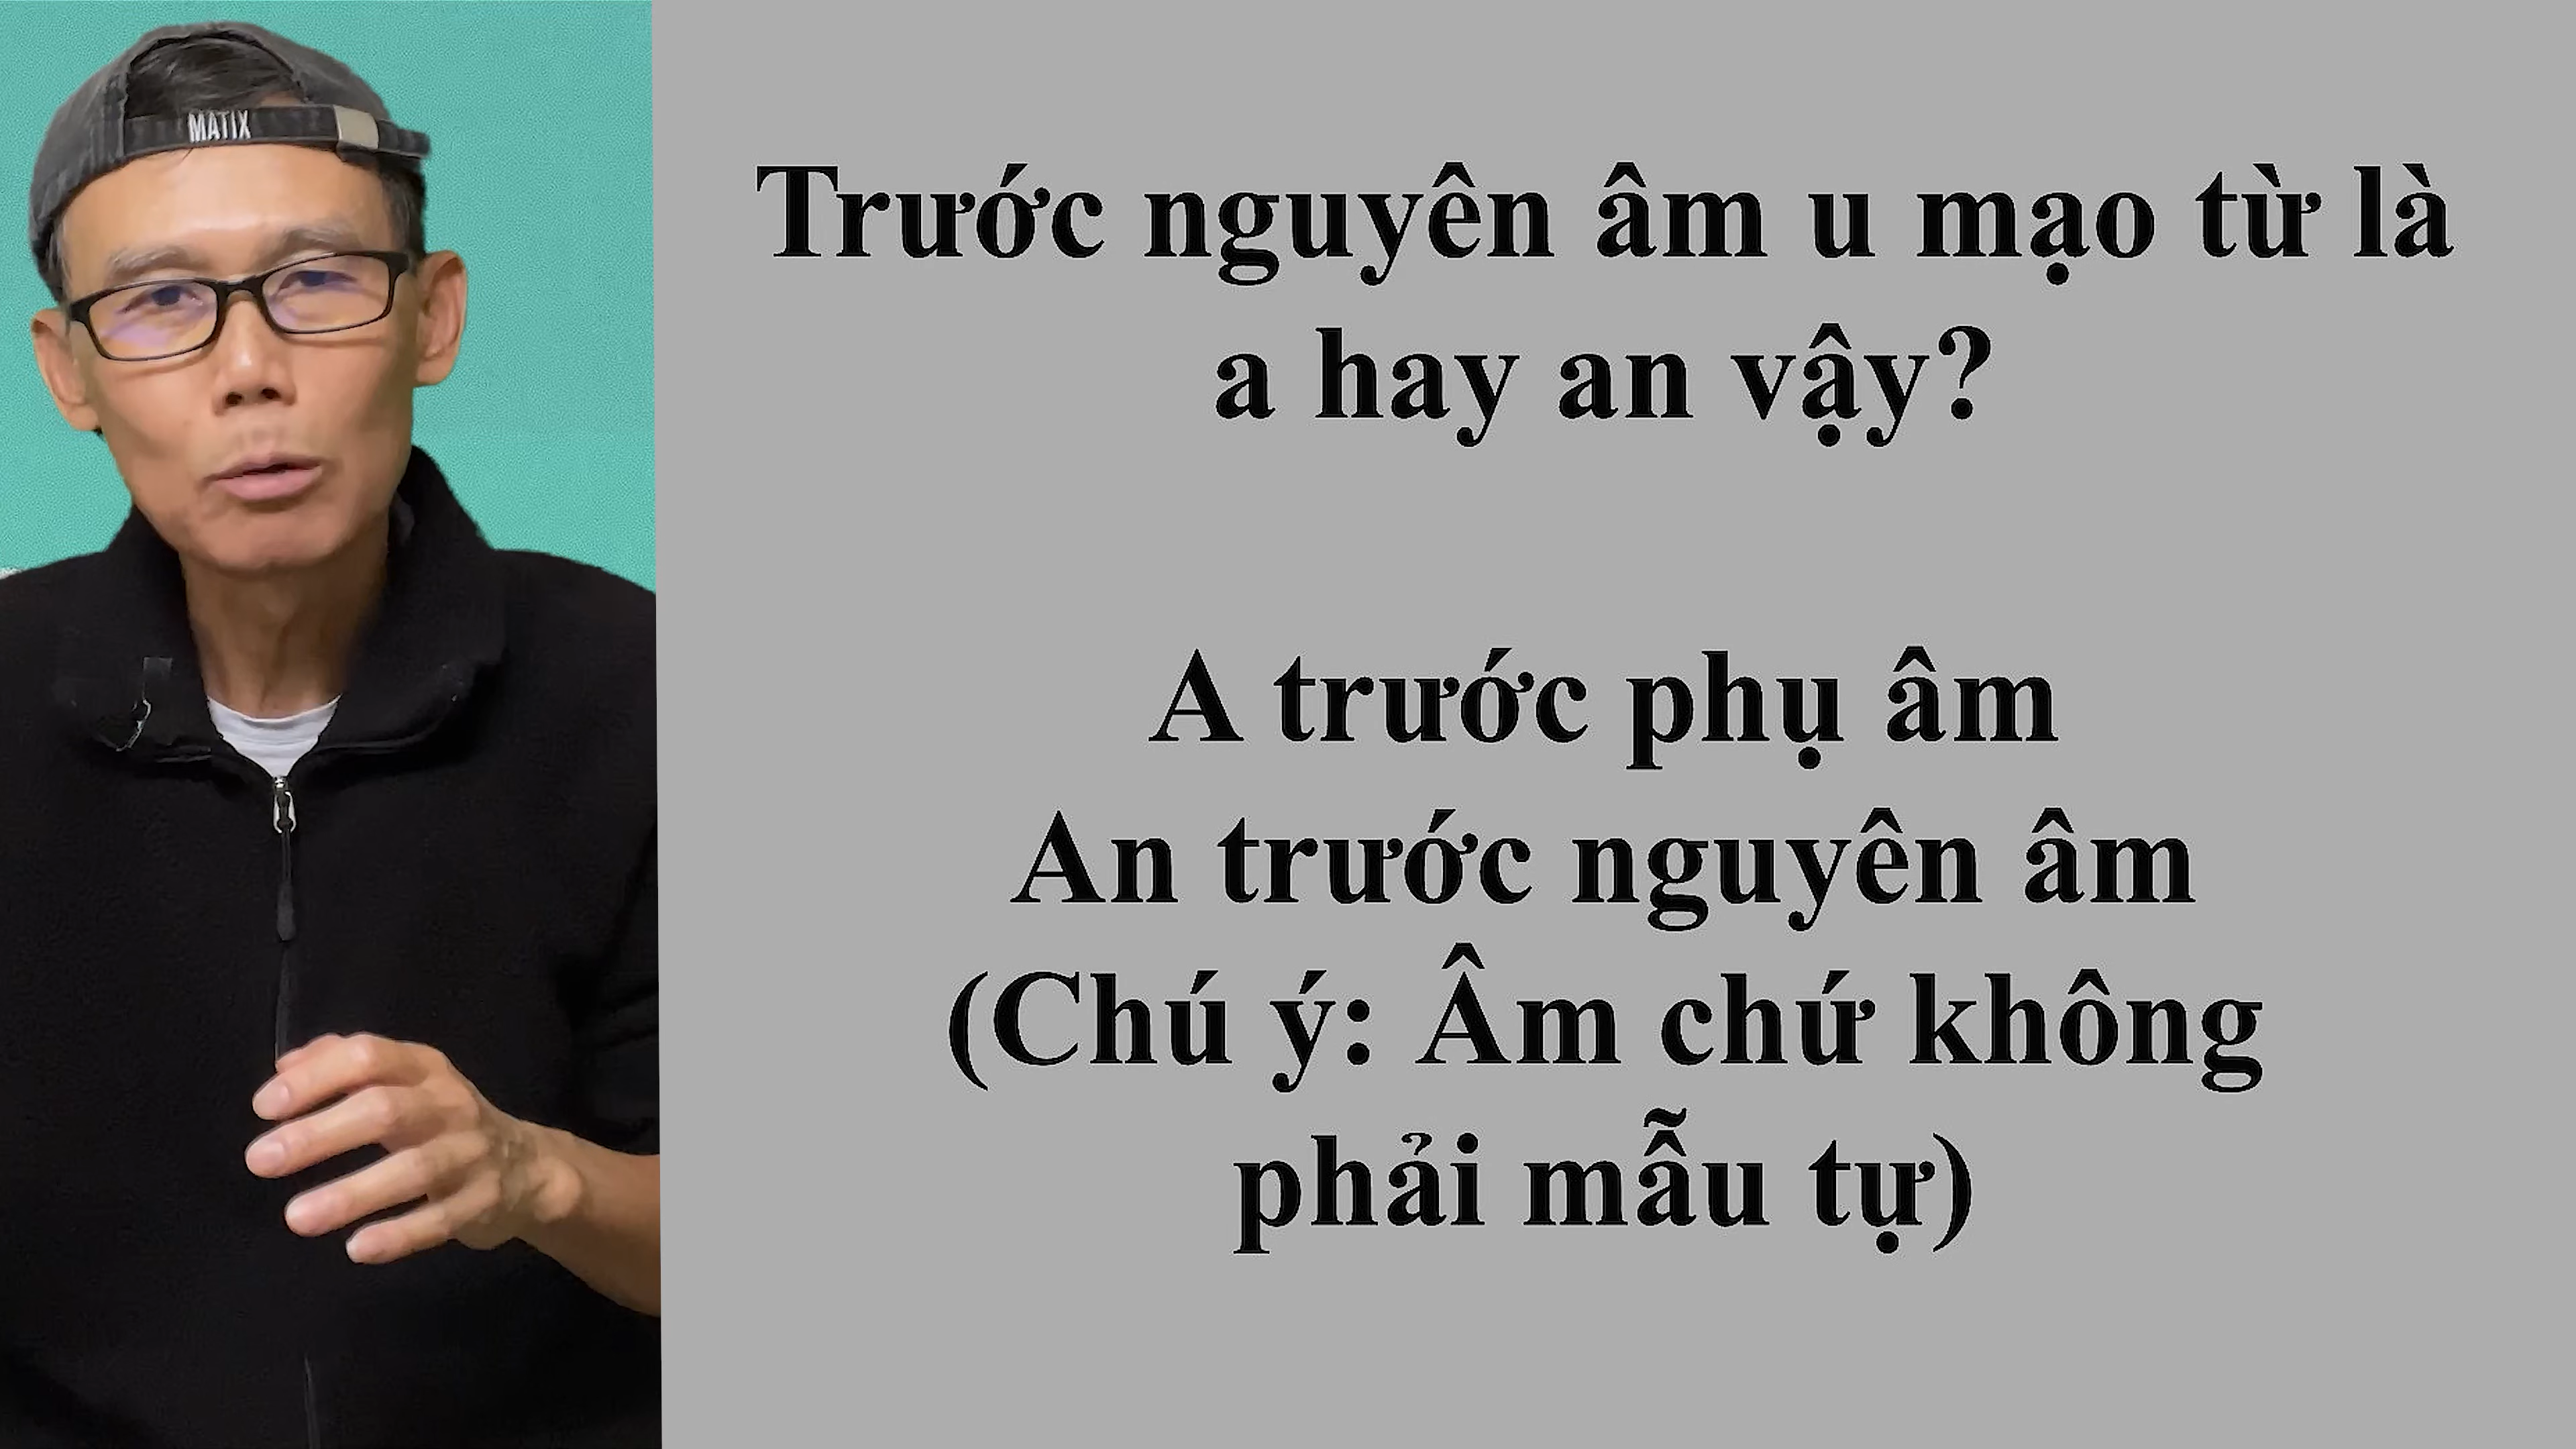 MATIX
Trước nguyên âm u mạo từ là
a hay an vậy?
A trước phụ âm
An trước nguyên âm
(Chú ý: Âm chứ không
phải mẫu tự)